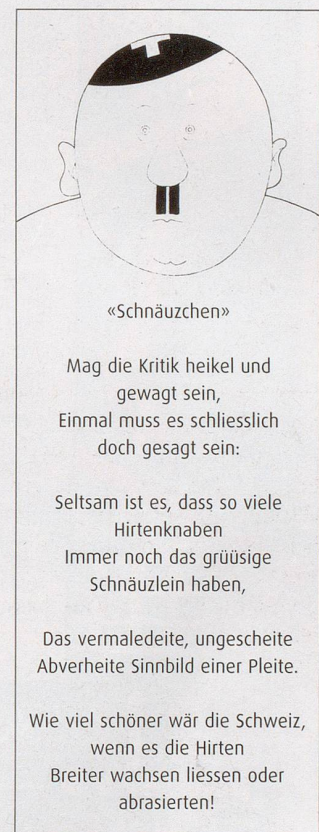 «Schnäuzchen»
Mag die Kritik heikel und
gewagt sein,
Einmal muss es schliesslich
doch gesagt sein:
Seltsam ist es, dass so viele
Hirtenknaben
Immer noch das grüüsige
Schnäuzlein haben,
Das vermaledeite, ungescheite
Abverheite Sinnbild einer Pleite.
Wie viel schöner wär die Schweiz,
wenn es die Hirten
Breiter wachsen liessen oder
abrasierten!